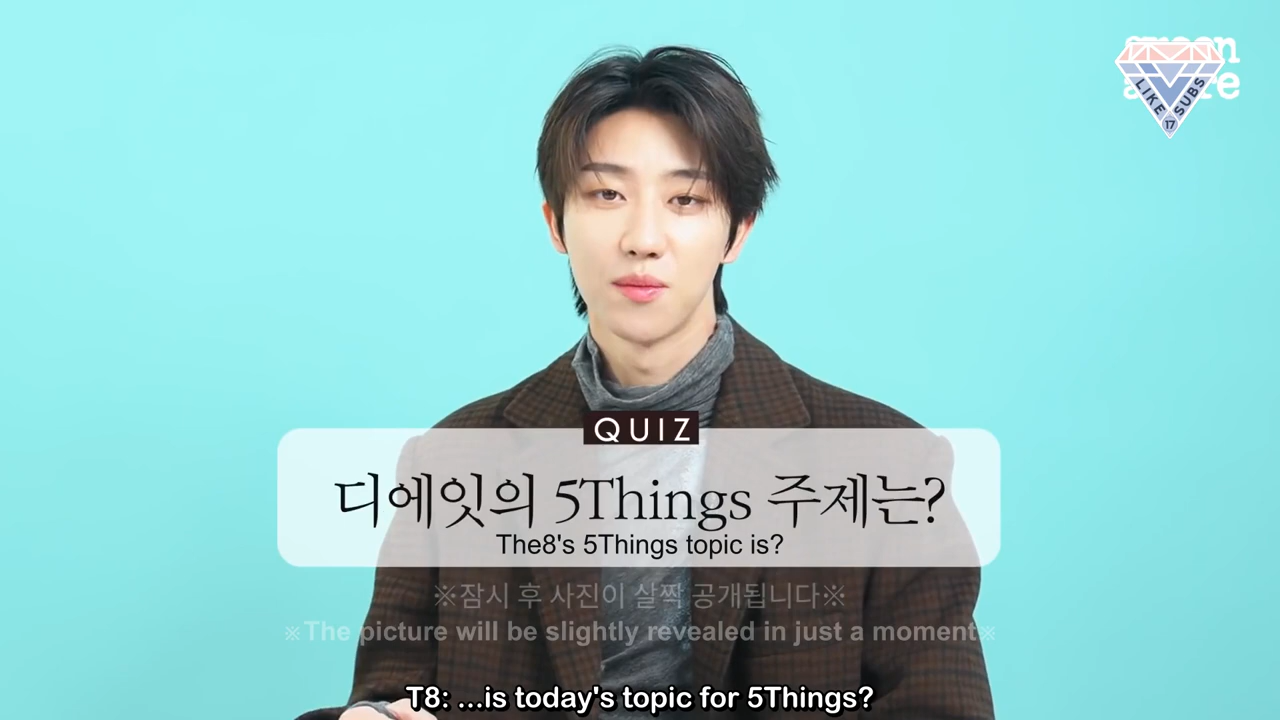 LIKE
17
SUBS
QUIZ
디에잇의 5Things 주제는?
The8's 5Things topic is?
※잠시 후 사진이 살짝 공개됩니다※
※The picture will be slightly revealed in just a moment※
T8: ...is today's topic for 5Things?